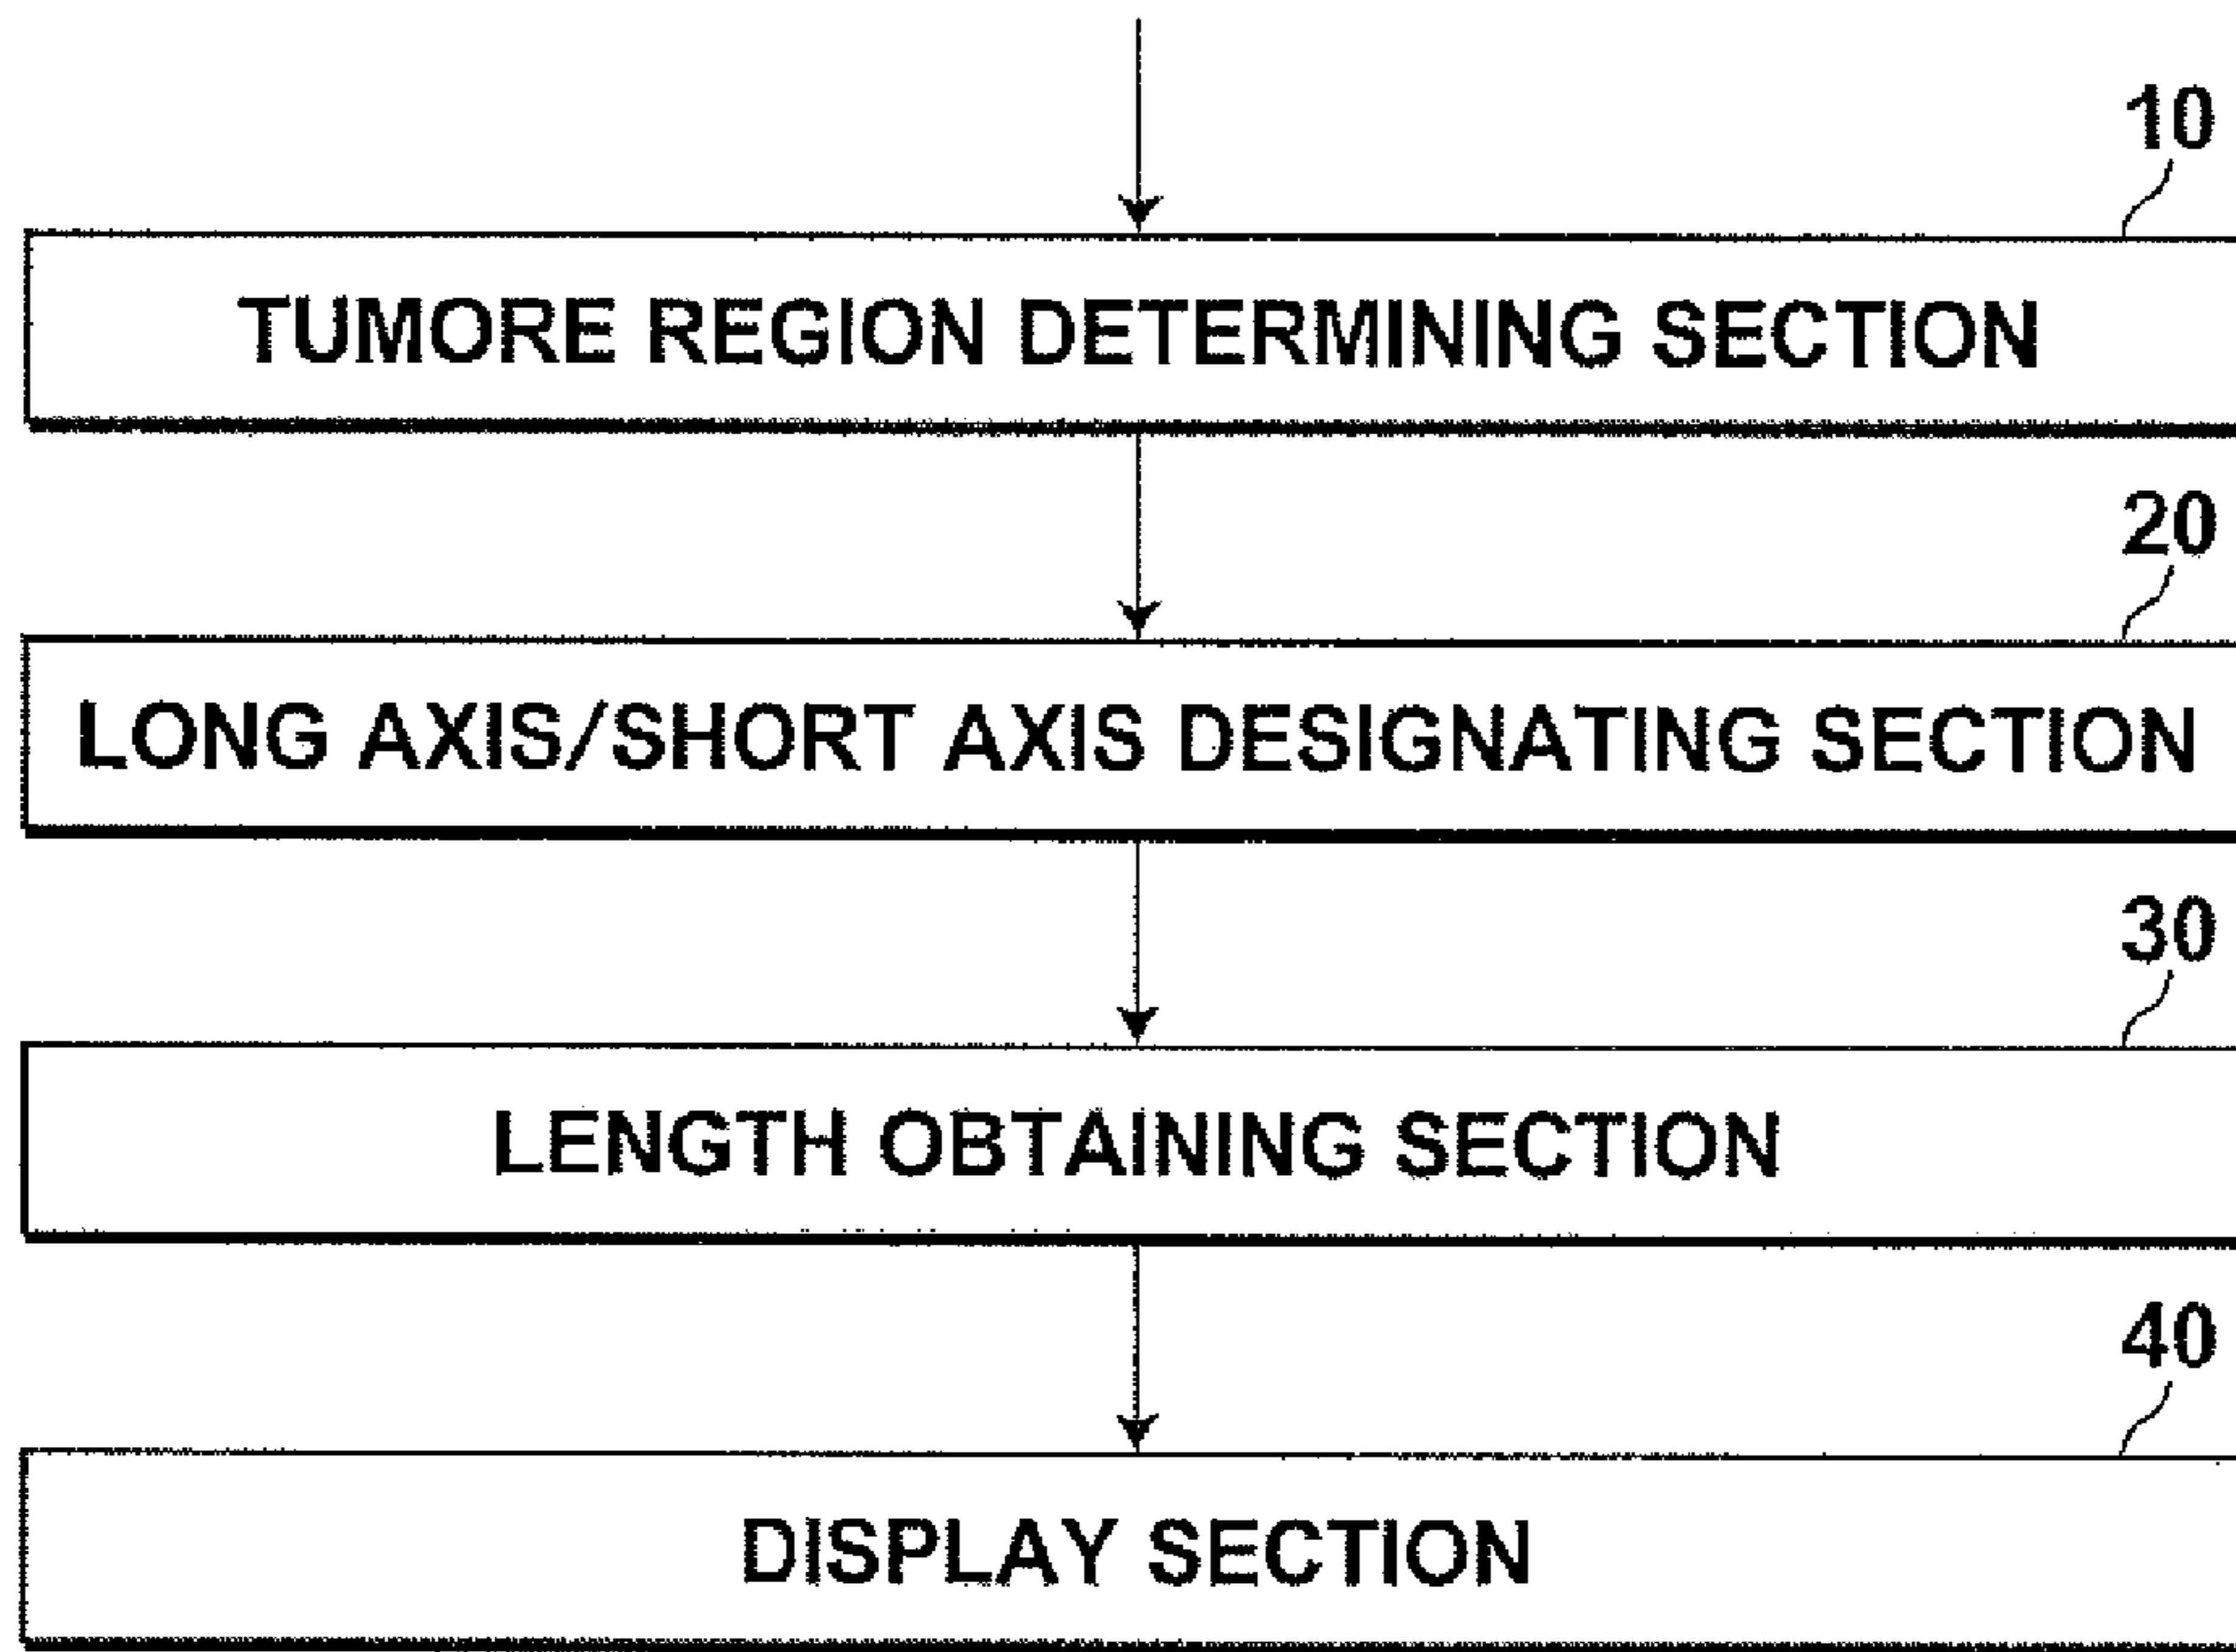 10
TUMORE REGION DETERMINING SECTION
20
LONG AXIS/SHORT AXIS DESIGNATING SECTION
30
LENGTH OBTAINING SECTION
40
DISPLAY SECTION